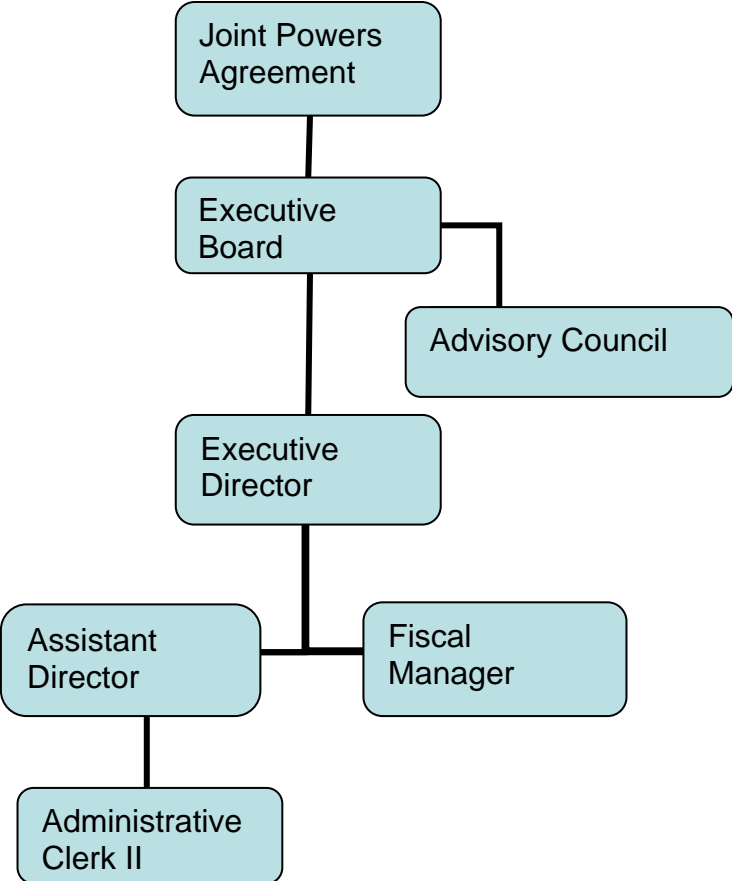 Joint Powers
Agreement
Executive
Board
Advisory Council
Executive
Director
Assistant
Director
Fiscal
Manager
Administrative
Clerk II